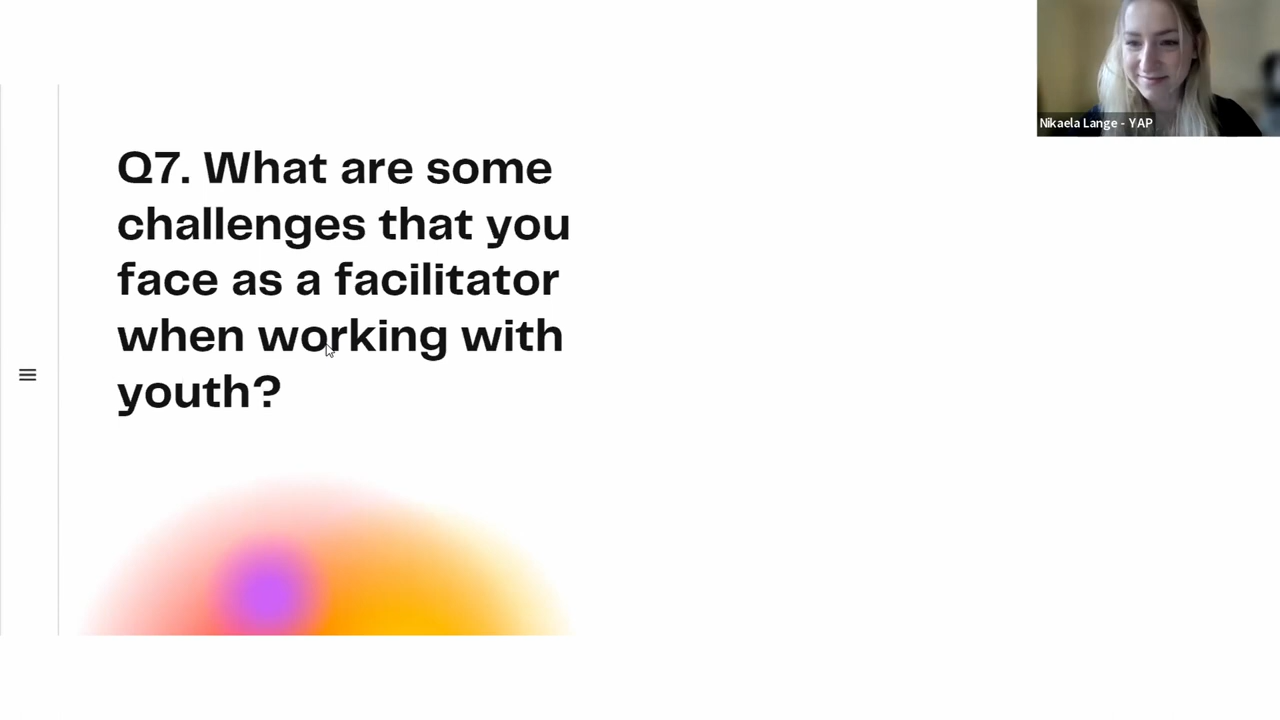 Nikaela Lange - YAP
Q7. What are some
challenges that you
face as a facilitator
when working with
youth?